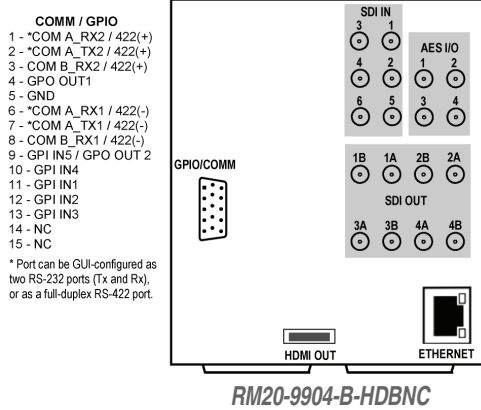 COMM / GPIO
1 - *COM A_RX2 / 422(+)
2 - *COM A_TX2 / 422(+)
3 - COM B_RX2 / 422(+)
4 - GPO OUT1
5 - GND
6 - *COM A_RX1 / 422(-)
7 - *COM A_TX1 / 422(-)
8 - COM B_RX1 / 422(-)
9 - GPI IN5 / GPO OUT 2
10 - GPI IN4
11 - GPI IN1
12 - GPI IN2
13 - GPI IN3
14 - NC
15 - NC
* Port can be GUI-configured as
two RS-232 ports (Tx and Rx),
or as a full-duplex RS-422 port.
GPIO/COMM
SDI IN
3 1
4 2
6 5
AES I/O
1 2
3 4
1B 1A 2B 2A
SDI OUT
3A 3B 4A 4B
HDMI OUT
ETHERNET
RM20-9904-B-HDBNC